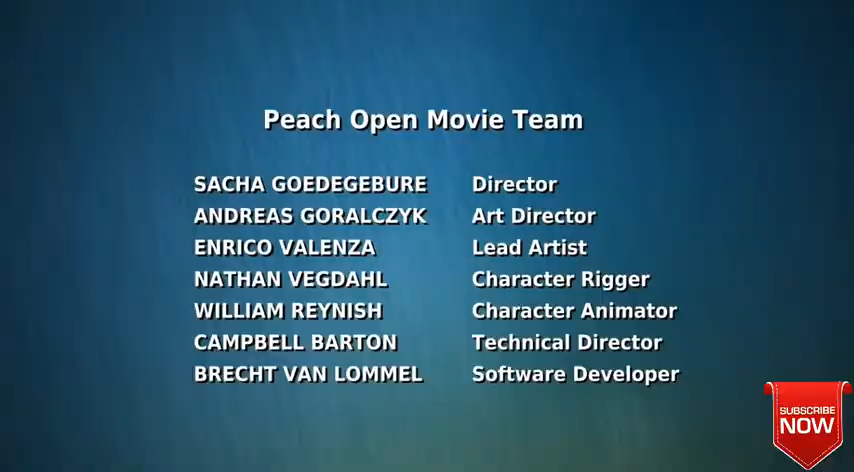 Peach Open Movie Team
SACHA GOEDEGEBURE Director
ANDREAS GORALCZYK Art Director
ENRICO VALENZA Lead Artist
NATHAN VEGDAHL Character Rigger
WILLIAM REYNISH Character Animator
CAMPBELL BARTON Technical Director
BRECHT VAN LOMMEL Software Developer
SUBSCRIBE
NOW